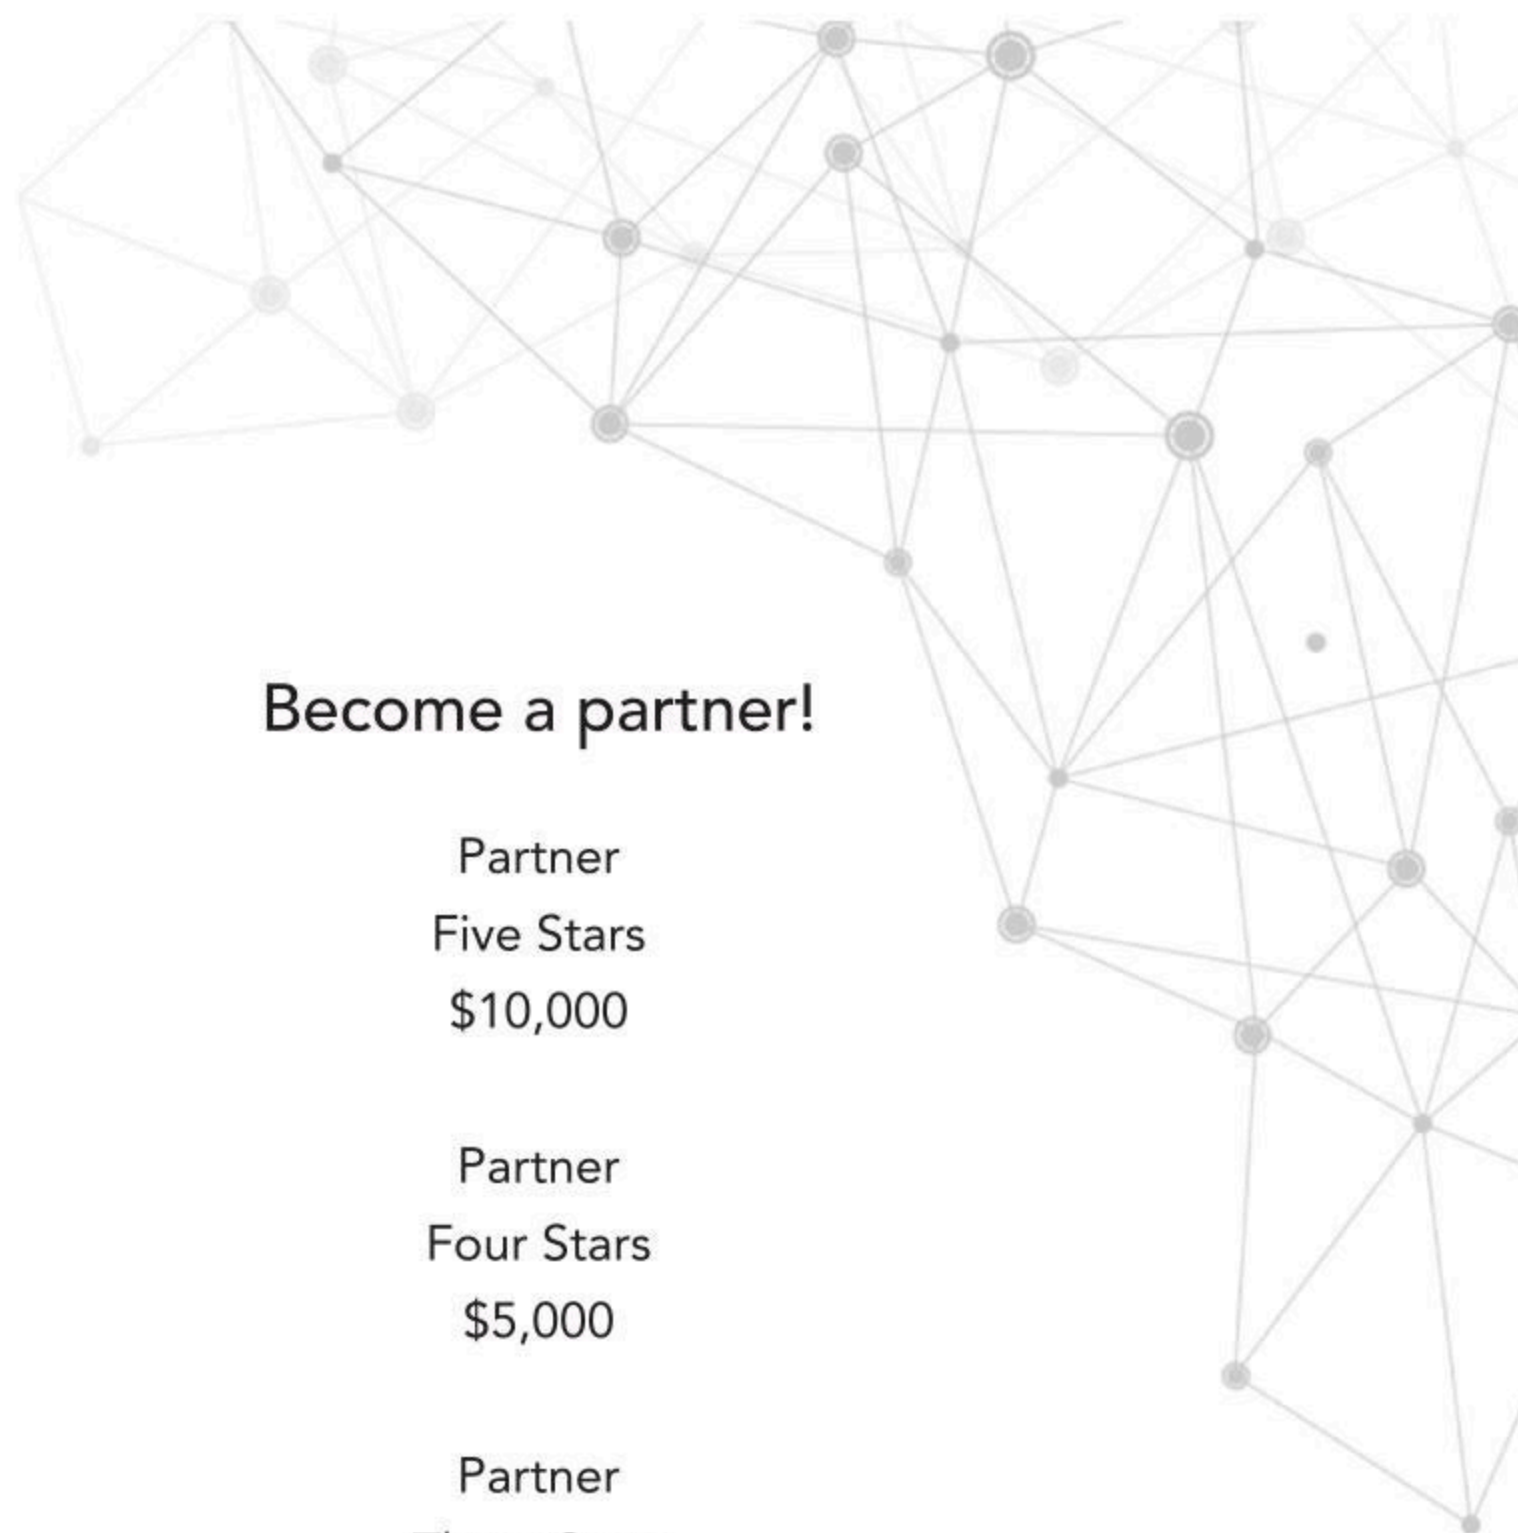 Become a partner!
Partner
Five Stars
$10,000
Partner
Four Stars
$5,000
Partner